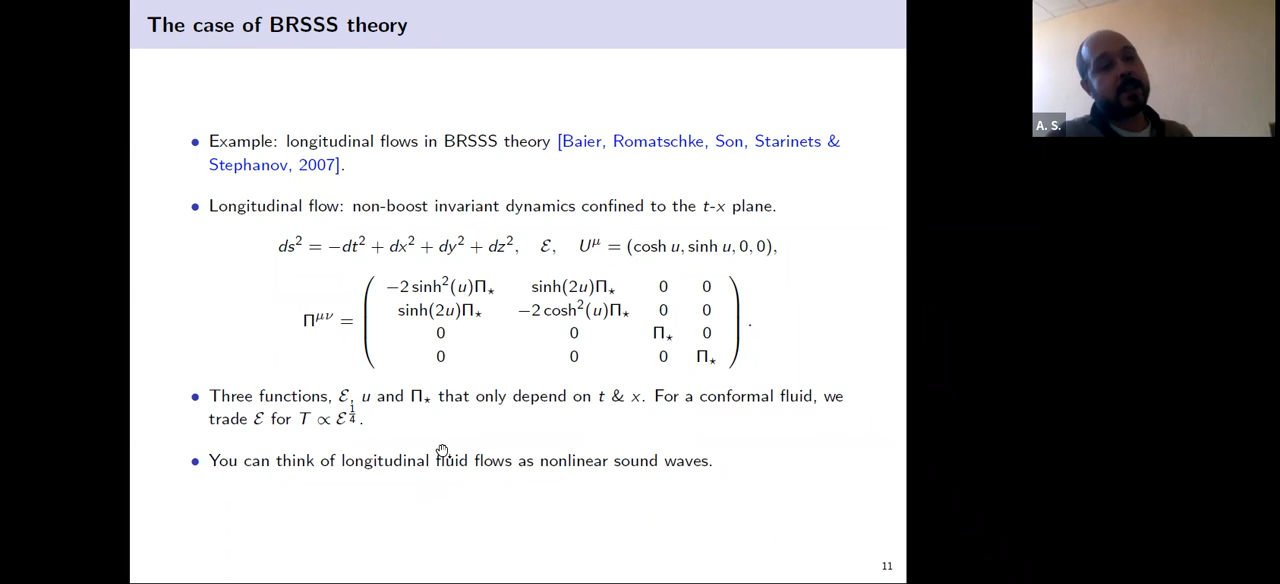 The case of BRSSS theory
A. S.
• Example: longitudinal flows in BRSSS theory [Baier, Romatschke, Son, Starinets &
Stephanov, 2007].
• Longitudinal flow: non-boost invariant dynamics confined to the t-x plane.
ds² = −dt² + dx² + dy² + dz², ℰ, U^μ = (cosh u, sinh u, 0, 0),
−2 sinh²(u)Π⋆ sinh(2u)Π⋆ 0 0
sinh(2u)Π⋆ −2 cosh²(u)Π⋆ 0 0
Π^μν = .
0 0 Π⋆ 0
0 0 0 Π⋆
• Three functions, ℰ, u and Π⋆ that only depend on t & x. For a conformal fluid, we
trade ℰ for T ∝ ℰ^1/4.
• You can think of longitudinal fluid flows as nonlinear sound waves.
11